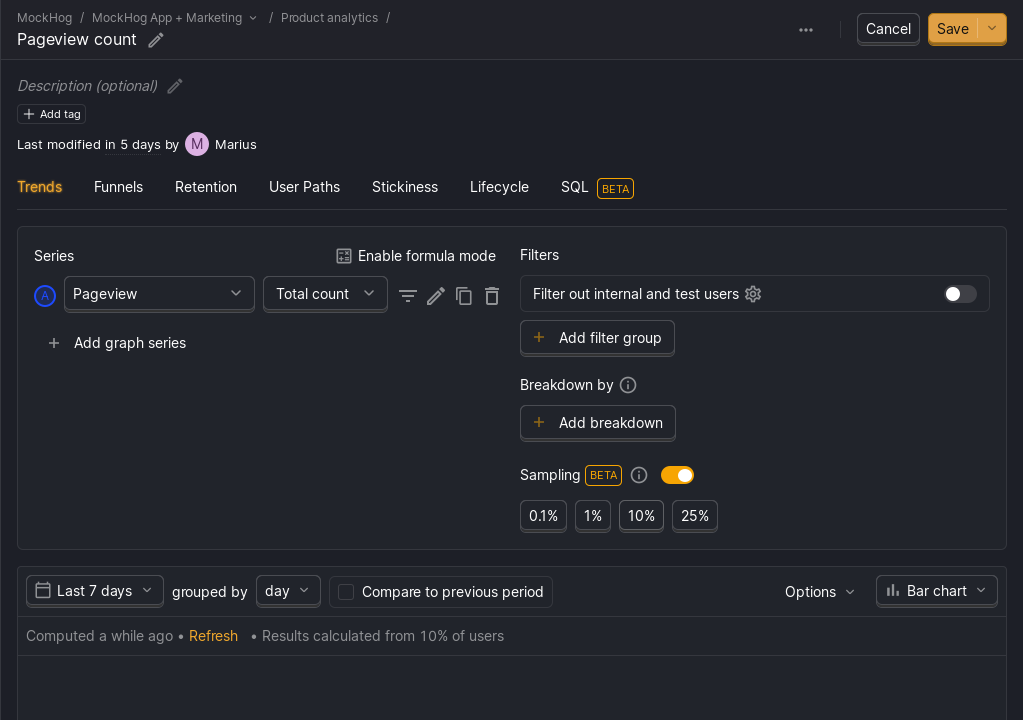 MockHog / MockHog App + Marketing / Product analytics /
Pageview count
Cancel
Save
Description (optional)
Add tag
Last modified in 5 days by M Marius
Trends Funnels Retention User Paths Stickiness Lifecycle SQL BETA
Series
Enable formula mode
A Pageview Total count
Add graph series
Filters
Filter out internal and test users
Add filter group
Breakdown by
Add breakdown
Sampling BETA
0.1% 1% 10% 25%
Last 7 days grouped by day Compare to previous period Options Bar chart
Computed a while ago • Refresh • Results calculated from 10% of users